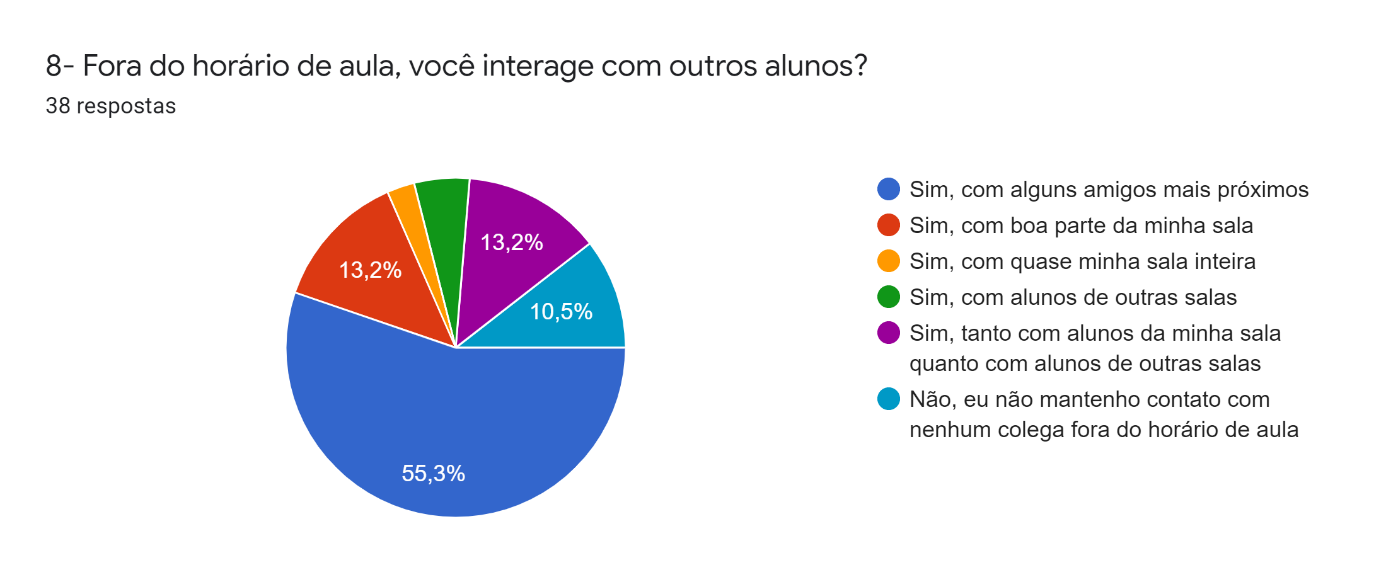 8- Fora do horário de aula, você interage com outros alunos?
38 respostas
13,2%
13,2%
10,5%
55,3%
Sim, com alguns amigos mais próximos
Sim, com boa parte da minha sala
Sim, com quase minha sala inteira
Sim, com alunos de outras salas
Sim, tanto com alunos da minha sala
quanto com alunos de outras salas
Não, eu não mantenho contato com
nenhum colega fora do horário de aula